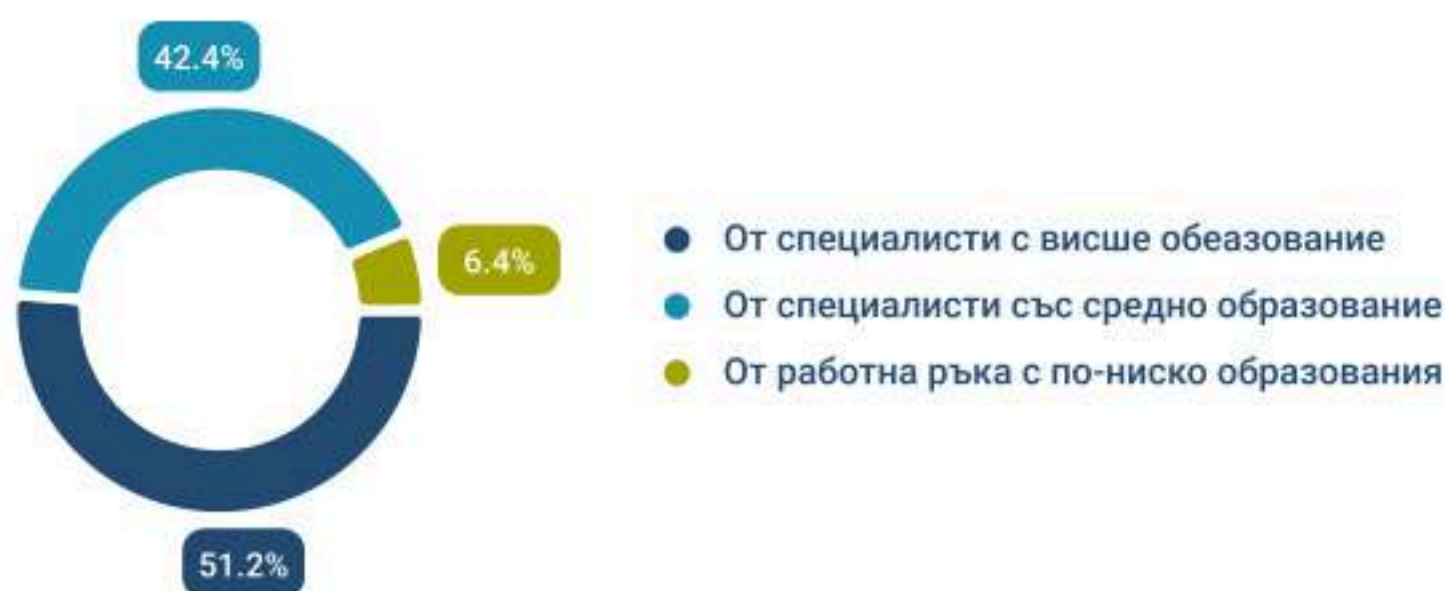 42.4%
6.4%
51.2%
От специалисти с висше обеазование
От специалисти със средно образование
От работна ръка с по-ниско образования